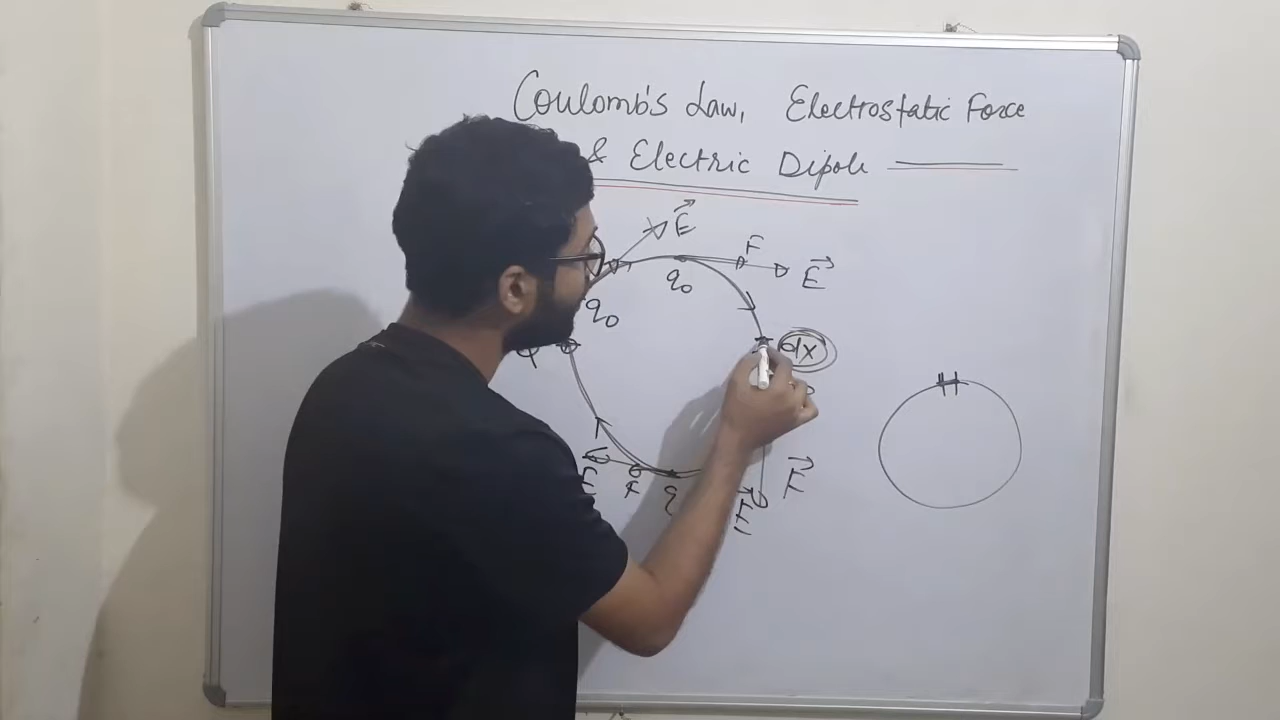 Coulomb's Law, Electrostatic Force
& Electric Dipole
E
F
E
q0
q0
dx
F
E
q